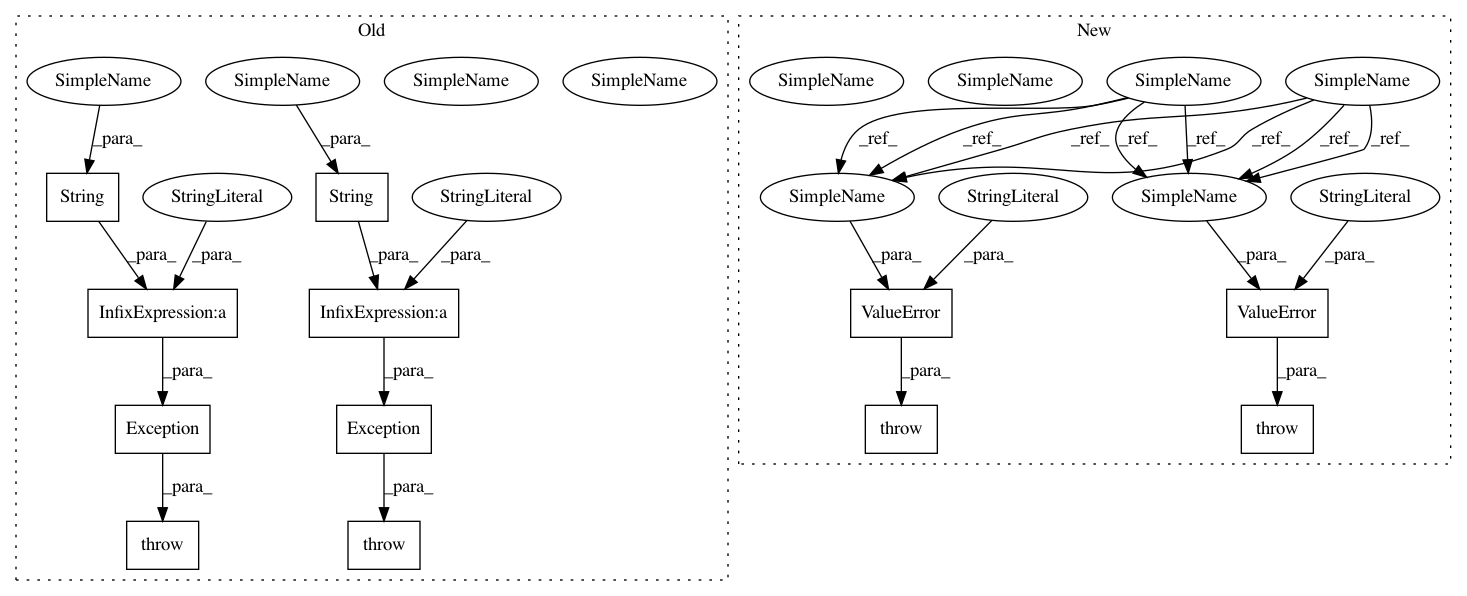 Old
New
SimpleName SimpleName SimpleName SimpleName
SimpleName SimpleName SimpleName SimpleName
_para_ _para_
_ref_ _ref_ _ref_ _ref_ _ref_ _ref_ _ref_ _ref_
String StringLiteral String StringLiteral
SimpleName StringLiteral SimpleName StringLiteral
_para_ _para_ _para_ _para_
_para_ _para_ _para_ _para_
InfixExpression:a InfixExpression:a
ValueError ValueError
_para_ _para_
_para_ _para_
Exception Exception
throw throw
_para_ _para_
throw throw